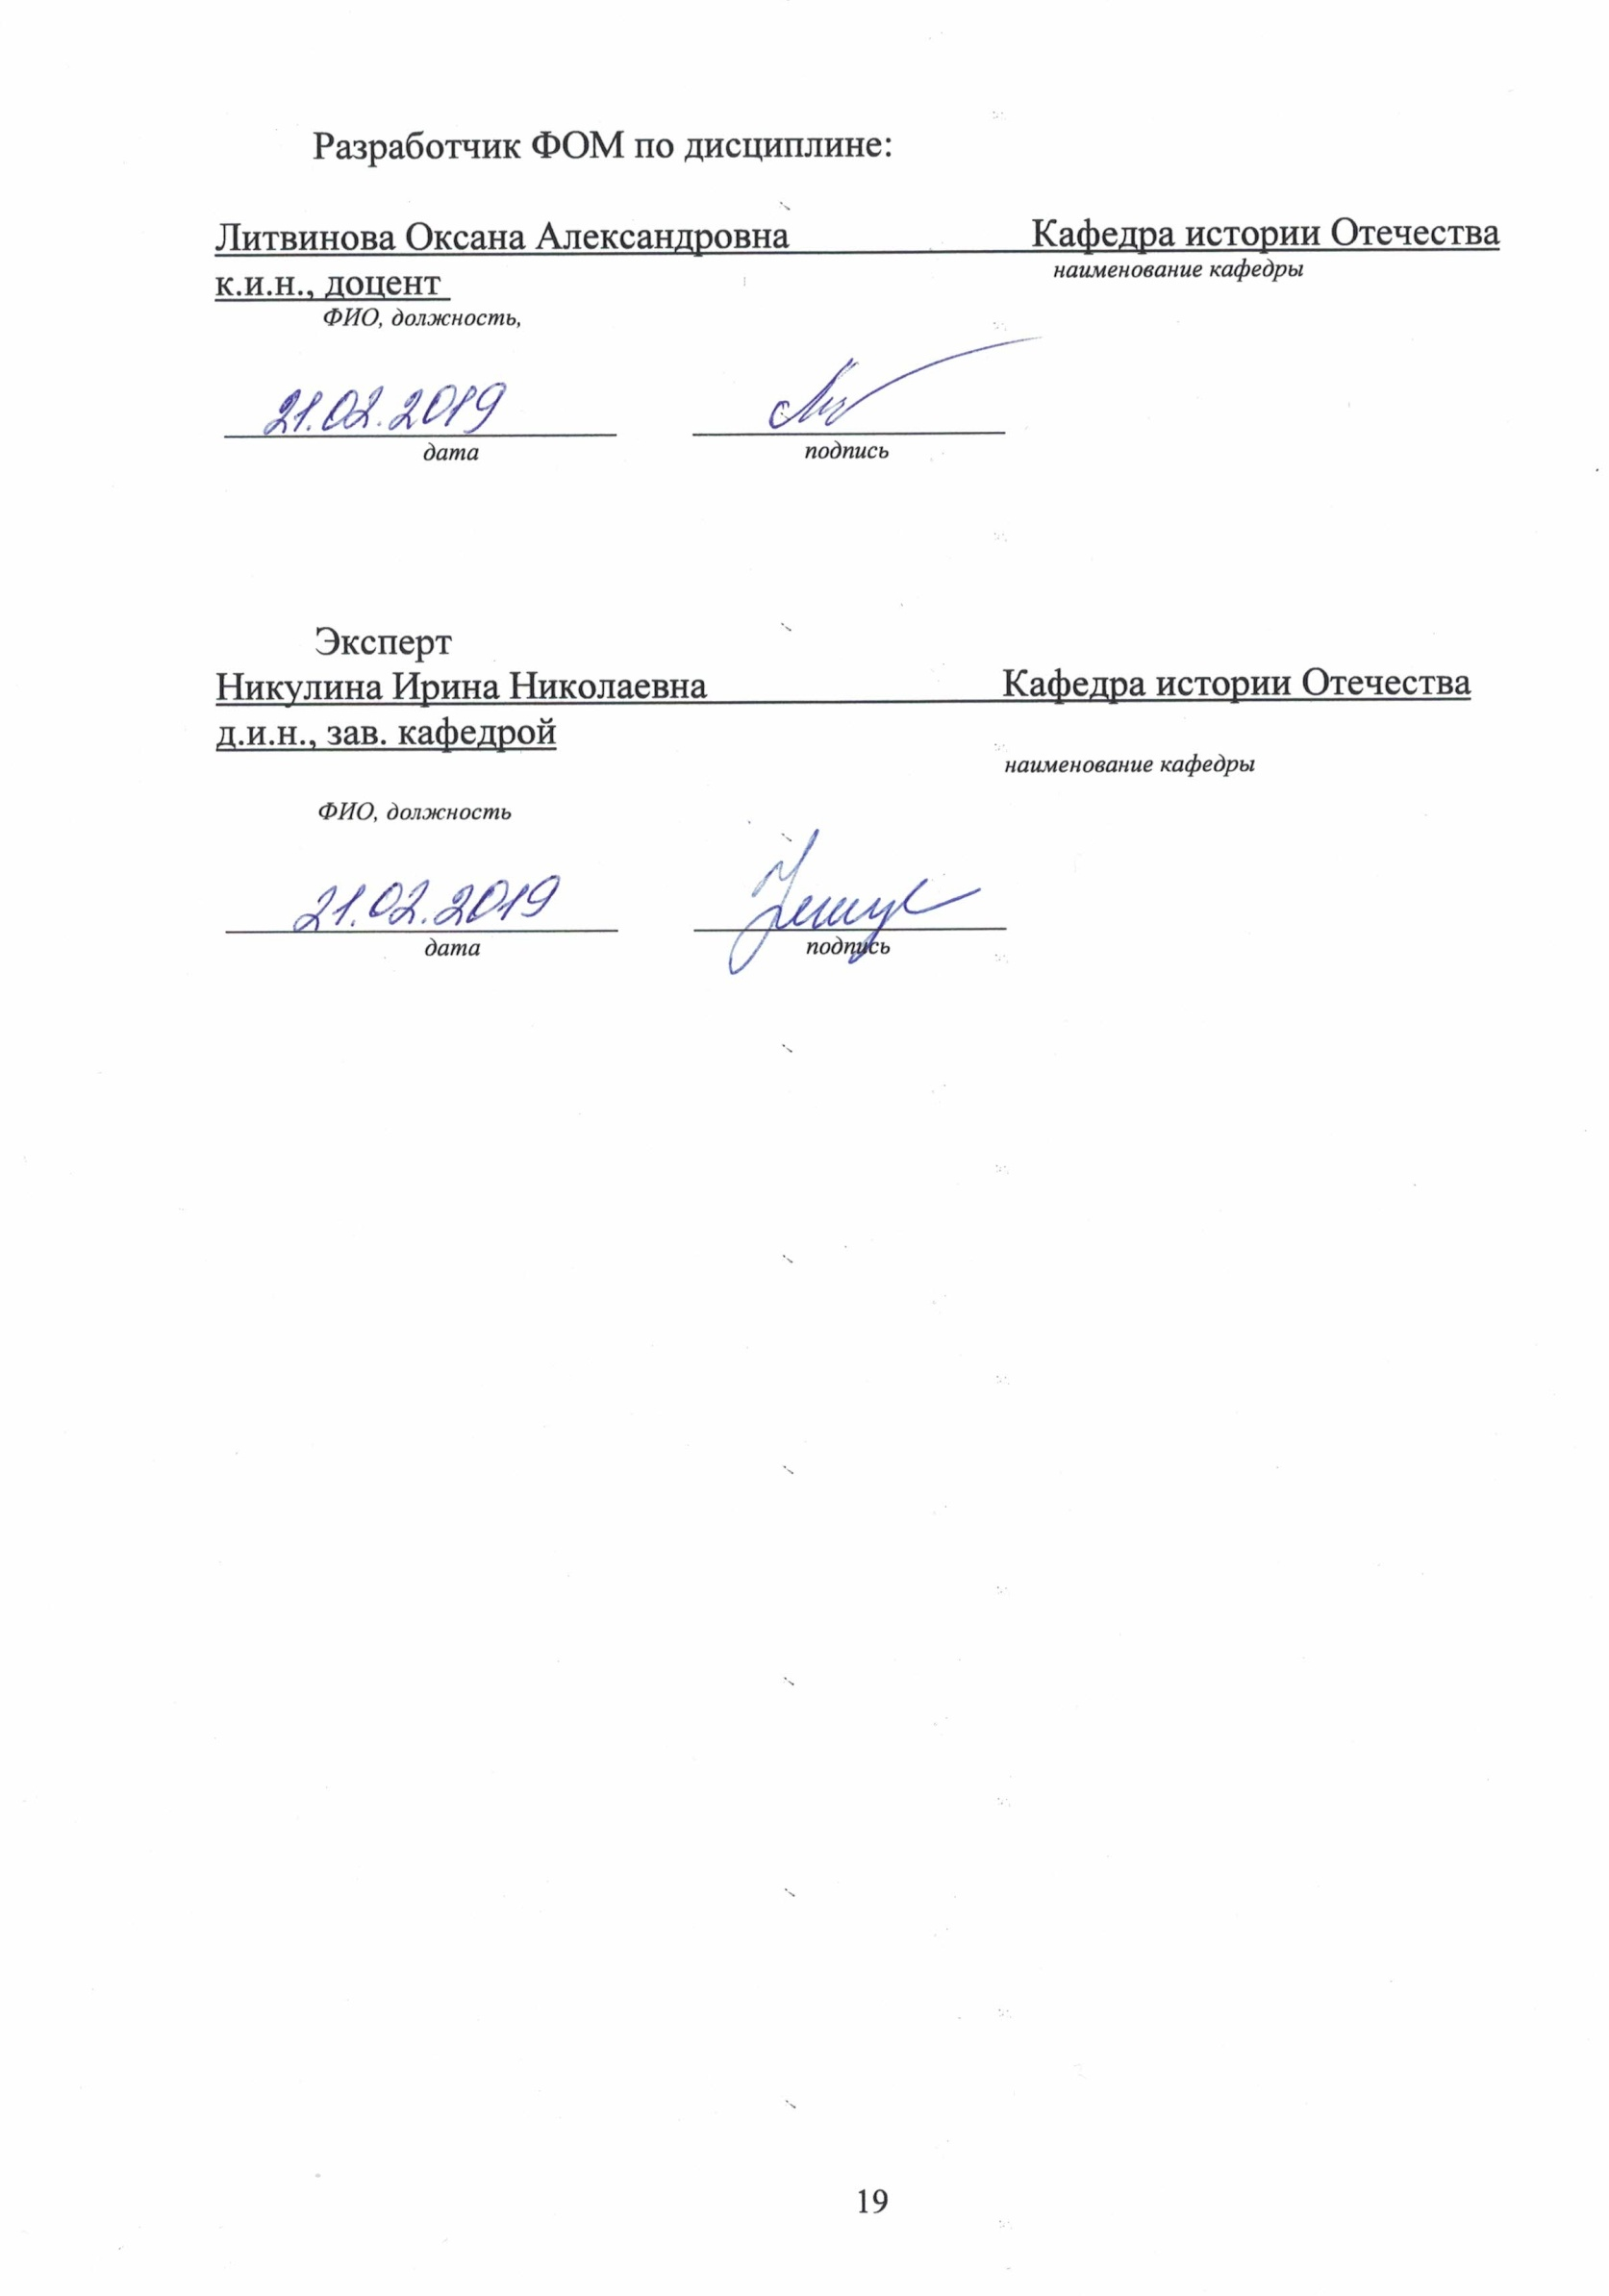 Разработчик ФОМ по дисциплине:
Литвинова Оксана Александровна Кафедра истории Отечества
к.и.н., доцент наименование кафедры
ФИО, должность,
21.02.2019
дата подпись
Эксперт
Никулина Ирина Николаевна Кафедра истории Отечества
д.и.н., зав. кафедрой
наименование кафедры
ФИО, должность
21.02.2019
дата подпись
19